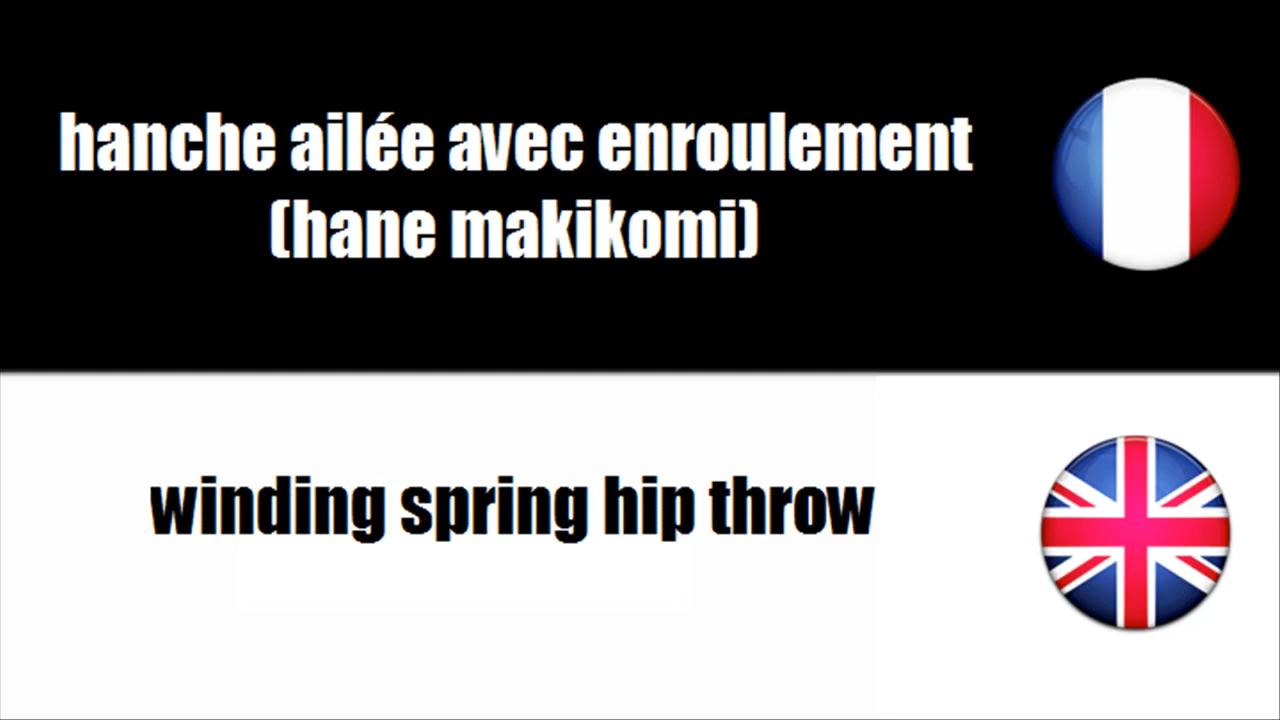 hanche ailée avec enroulement
(hane makikomi)
winding spring hip throw